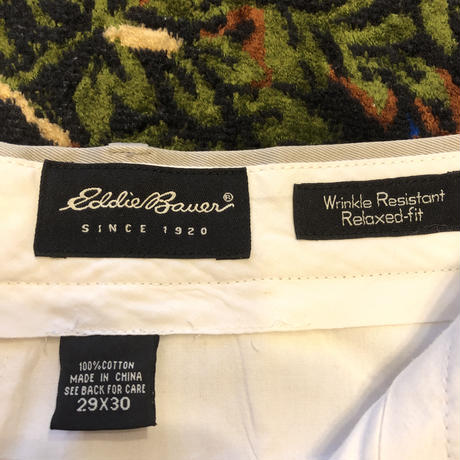 Eddie Bauer®
SINCE 1920
Wrinkle Resistant
Relaxed-fit
100% COTTON
MADE IN CHINA
SEE BACK FOR CARE
29X30